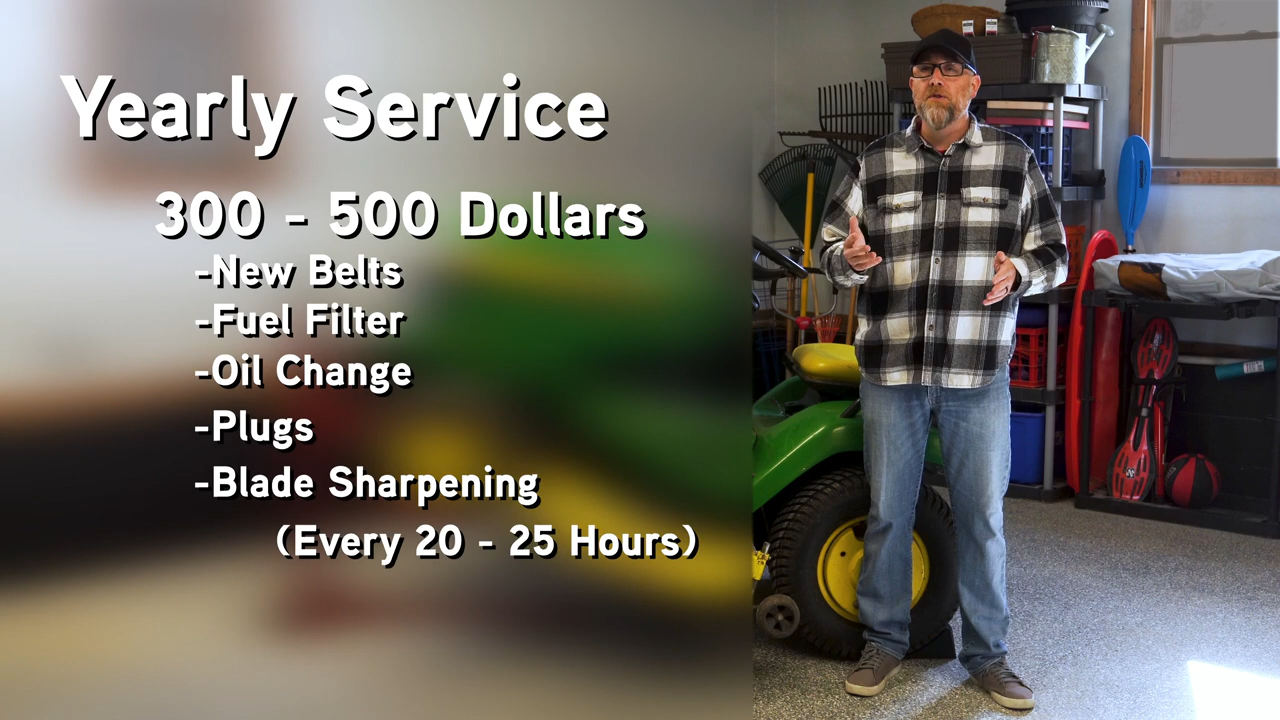 Yearly Service
300 - 500 Dollars
-New Belts
-Fuel Filter
-Oil Change
-Plugs
-Blade Sharpening
(Every 20 - 25 Hours)